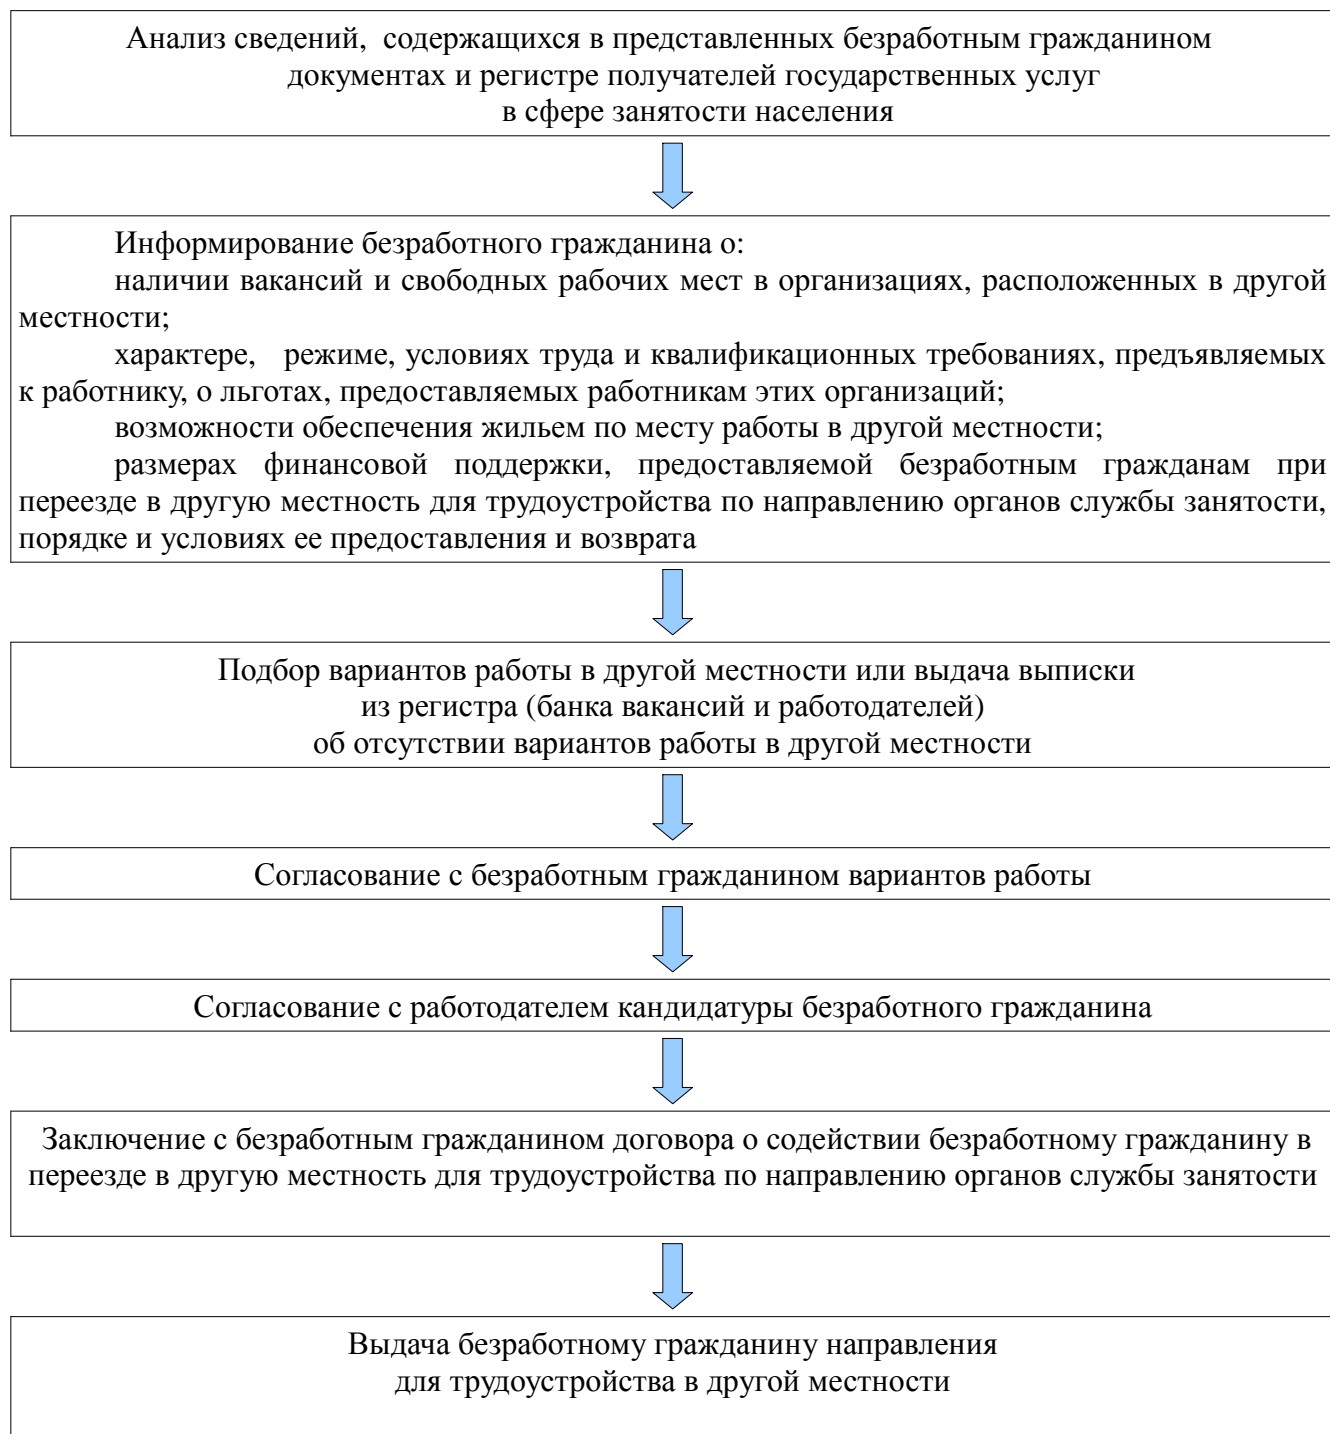 Анализ сведений, содержащихся в представленных безработным гражданином
документах и регистре получателей государственных услуг
в сфере занятости населения
Информирование безработного гражданина о:
наличии вакансий и свободных рабочих мест в организациях, расположенных в другой
местности;
характере, режиме, условиях труда и квалификационных требованиях, предъявляемых
к работнику, о льготах, предоставляемых работникам этих организаций;
возможности обеспечения жильем по месту работы в другой местности;
размерах финансовой поддержки, предоставляемой безработным гражданам при
переезде в другую местность для трудоустройства по направлению органов службы занятости,
порядке и условиях ее предоставления и возврата
Подбор вариантов работы в другой местности или выдача выписки
из регистра (банка вакансий и работодателей)
об отсутствии вариантов работы в другой местности
Согласование с безработным гражданином вариантов работы
Согласование с работодателем кандидатуры безработного гражданина
Заключение с безработным гражданином договора о содействии безработному гражданину в
переезде в другую местность для трудоустройства по направлению органов службы занятости
Выдача безработному гражданину направления
для трудоустройства в другой местности